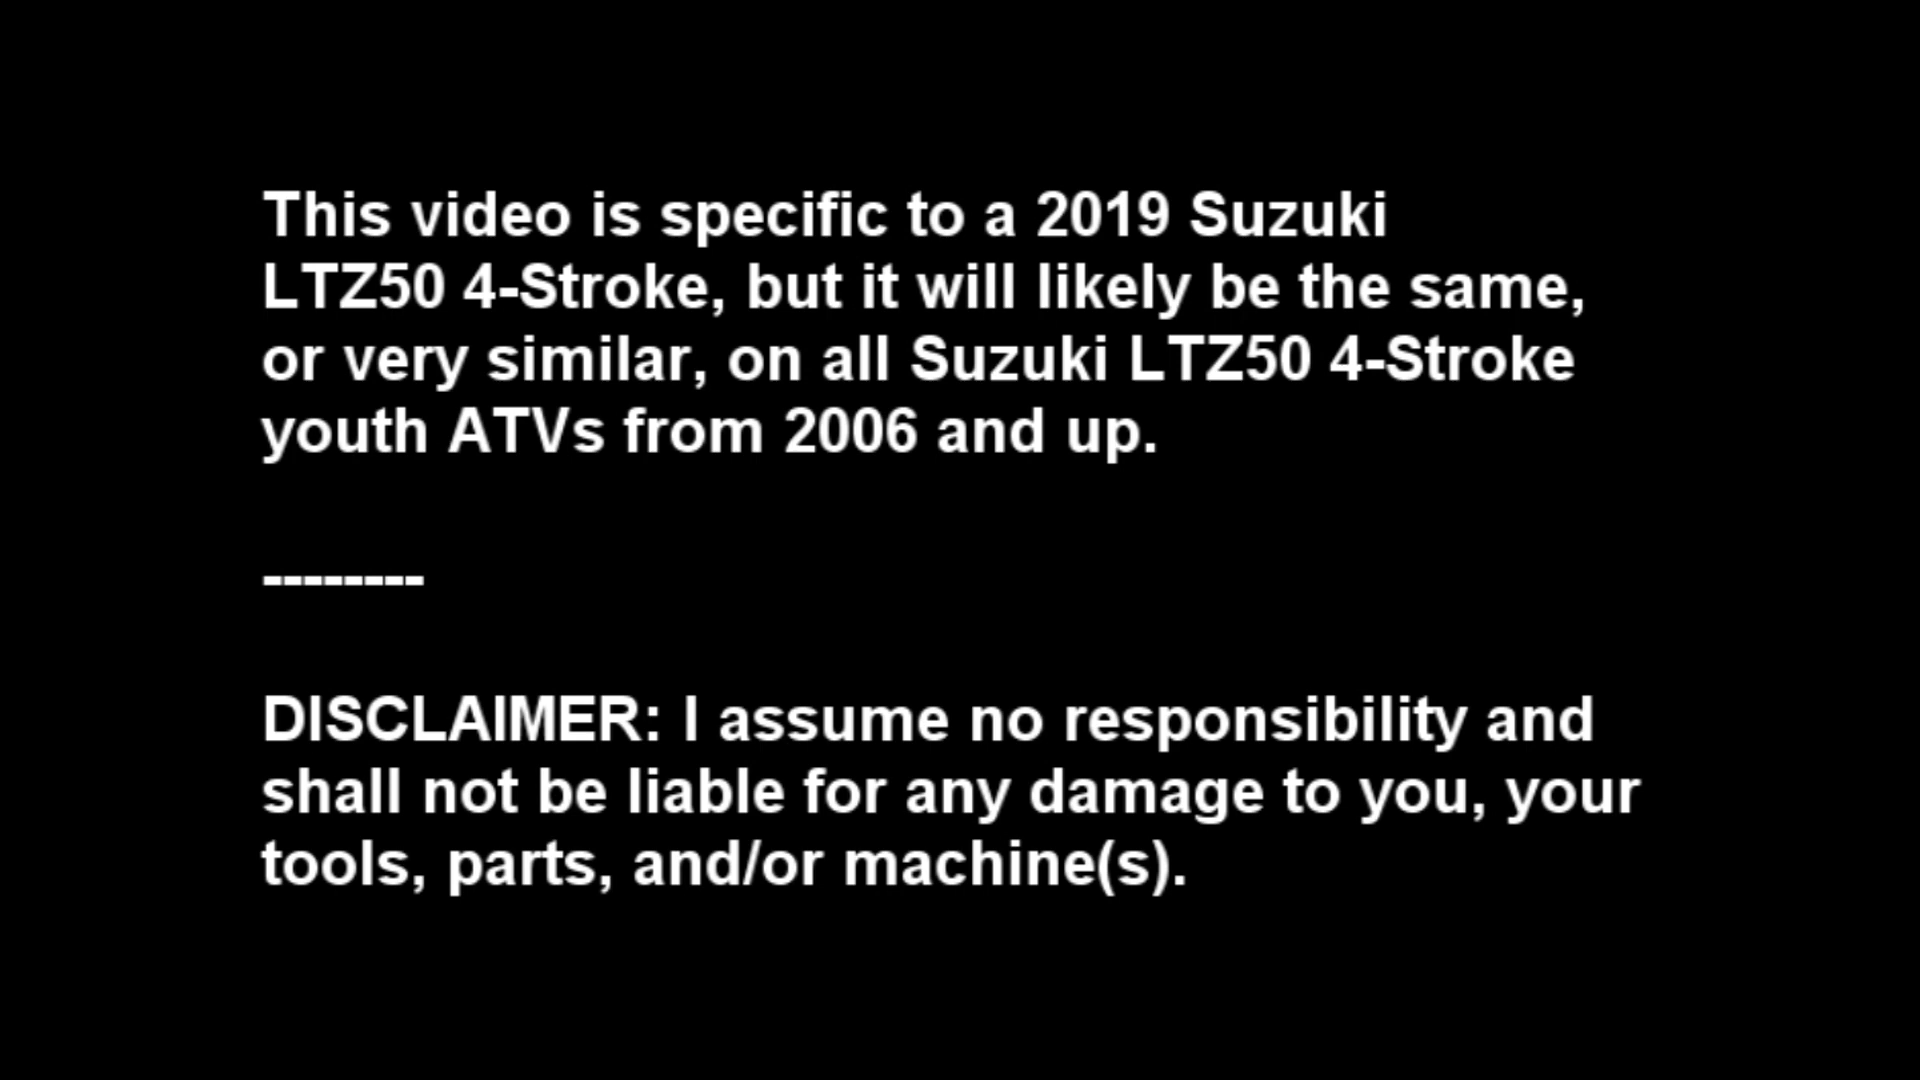 This video is specific to a 2019 Suzuki
LTZ50 4-Stroke, but it will likely be the same,
or very similar, on all Suzuki LTZ50 4-Stroke
youth ATVs from 2006 and up.
--------
DISCLAIMER: I assume no responsibility and
shall not be liable for any damage to you, your
tools, parts, and/or machine(s).